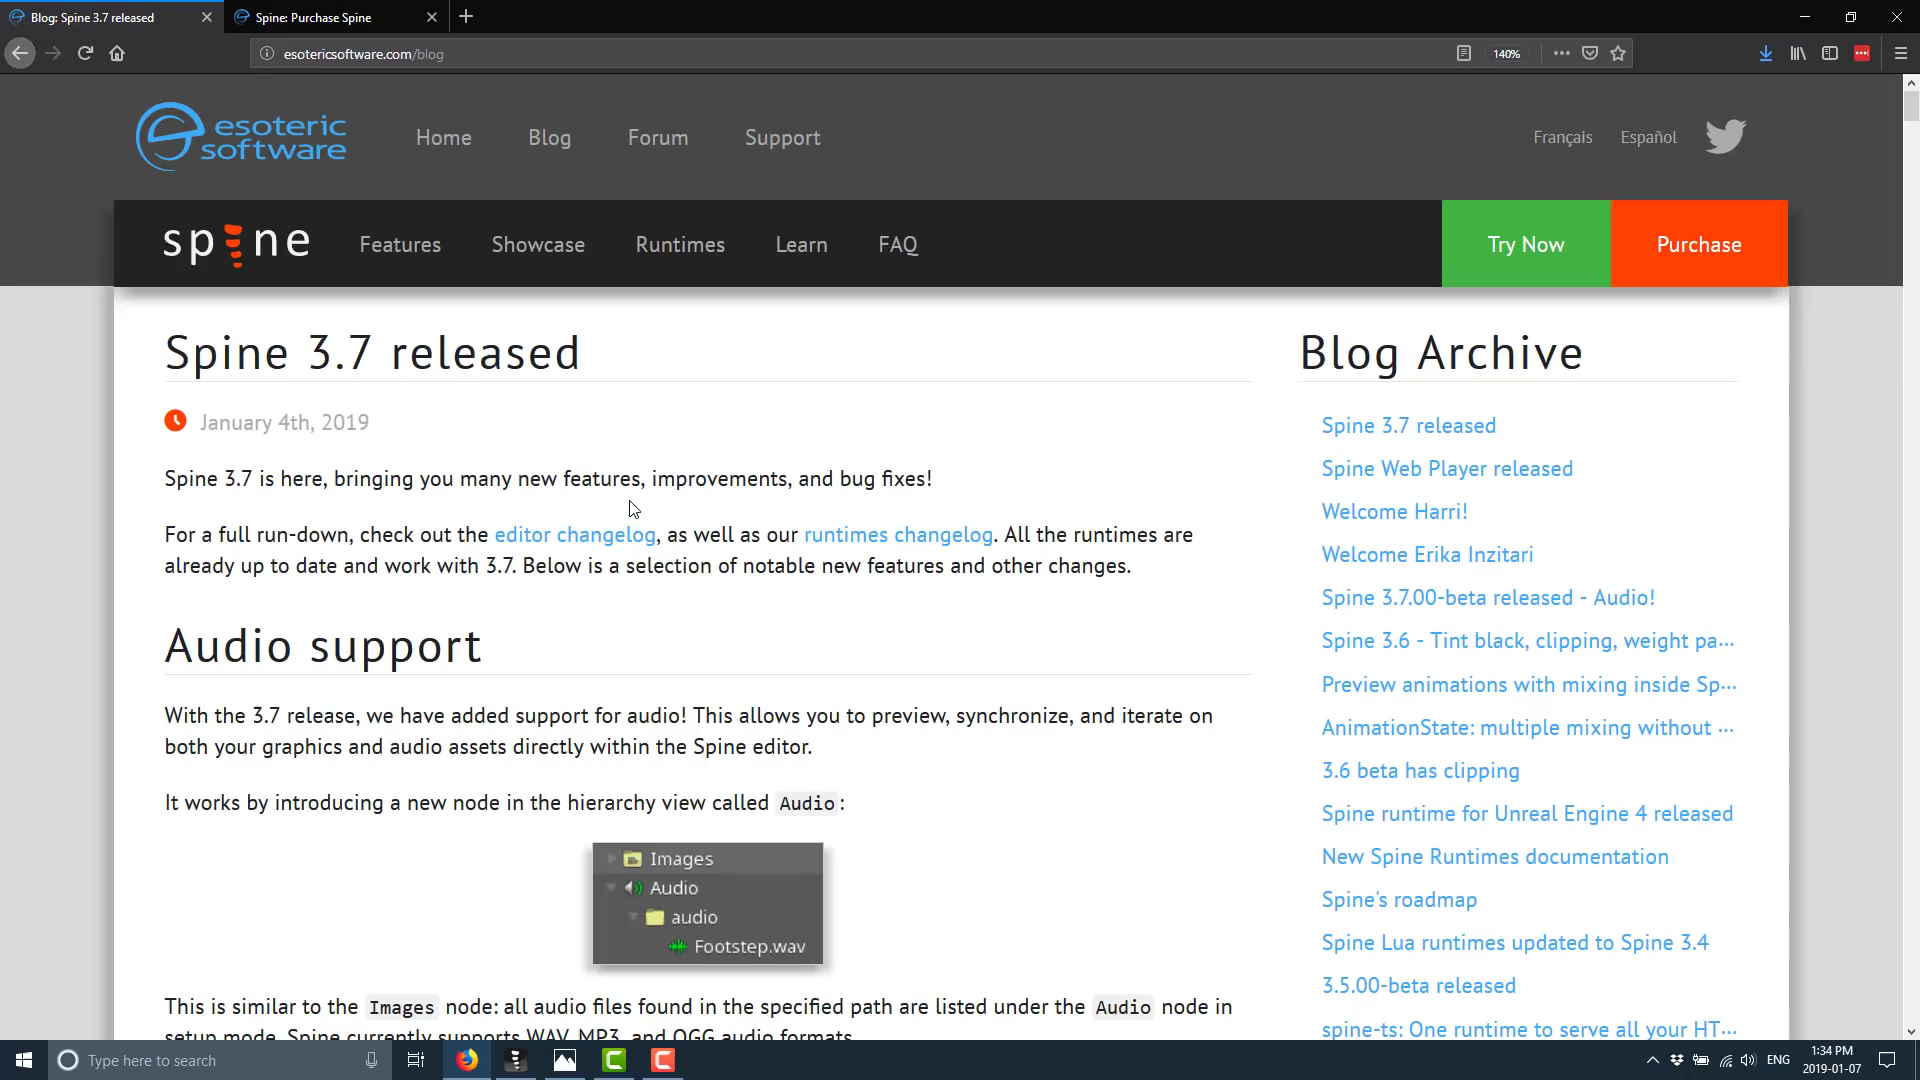 Blog: Spine 3.7 released
Spine: Purchase Spine
esotericsoftware.com/blog
140%
esoteric
software
Home
Blog
Forum
Support
Français
Español
spine
Features
Showcase
Runtimes
Learn
FAQ
Try Now
Purchase
Spine 3.7 released
January 4th, 2019
Spine 3.7 is here, bringing you many new features, improvements, and bug fixes!
For a full run-down, check out the editor changelog, as well as our runtimes changelog. All the runtimes are
already up to date and work with 3.7. Below is a selection of notable new features and other changes.
Audio support
With the 3.7 release, we have added support for audio! This allows you to preview, synchronize, and iterate on
both your graphics and audio assets directly within the Spine editor.
It works by introducing a new node in the hierarchy view called Audio:
Images
Audio
audio
Footstep.wav
This is similar to the Images node: all audio files found in the specified path are listed under the Audio node in
setup mode. Spine currently supports WAV, MP3, and OGG audio formats.
Blog Archive
Spine 3.7 released
Spine Web Player released
Welcome Harri!
Welcome Erika Inzitari
Spine 3.7.00-beta released - Audio!
Spine 3.6 - Tint black, clipping, weight pa...
Preview animations with mixing inside Sp...
AnimationState: multiple mixing without ...
3.6 beta has clipping
Spine runtime for Unreal Engine 4 released
New Spine Runtimes documentation
Spine's roadmap
Spine Lua runtimes updated to Spine 3.4
3.5.00-beta released
spine-ts: One runtime to serve all your HT...
Type here to search
ENG
1:34 PM
2019-01-07